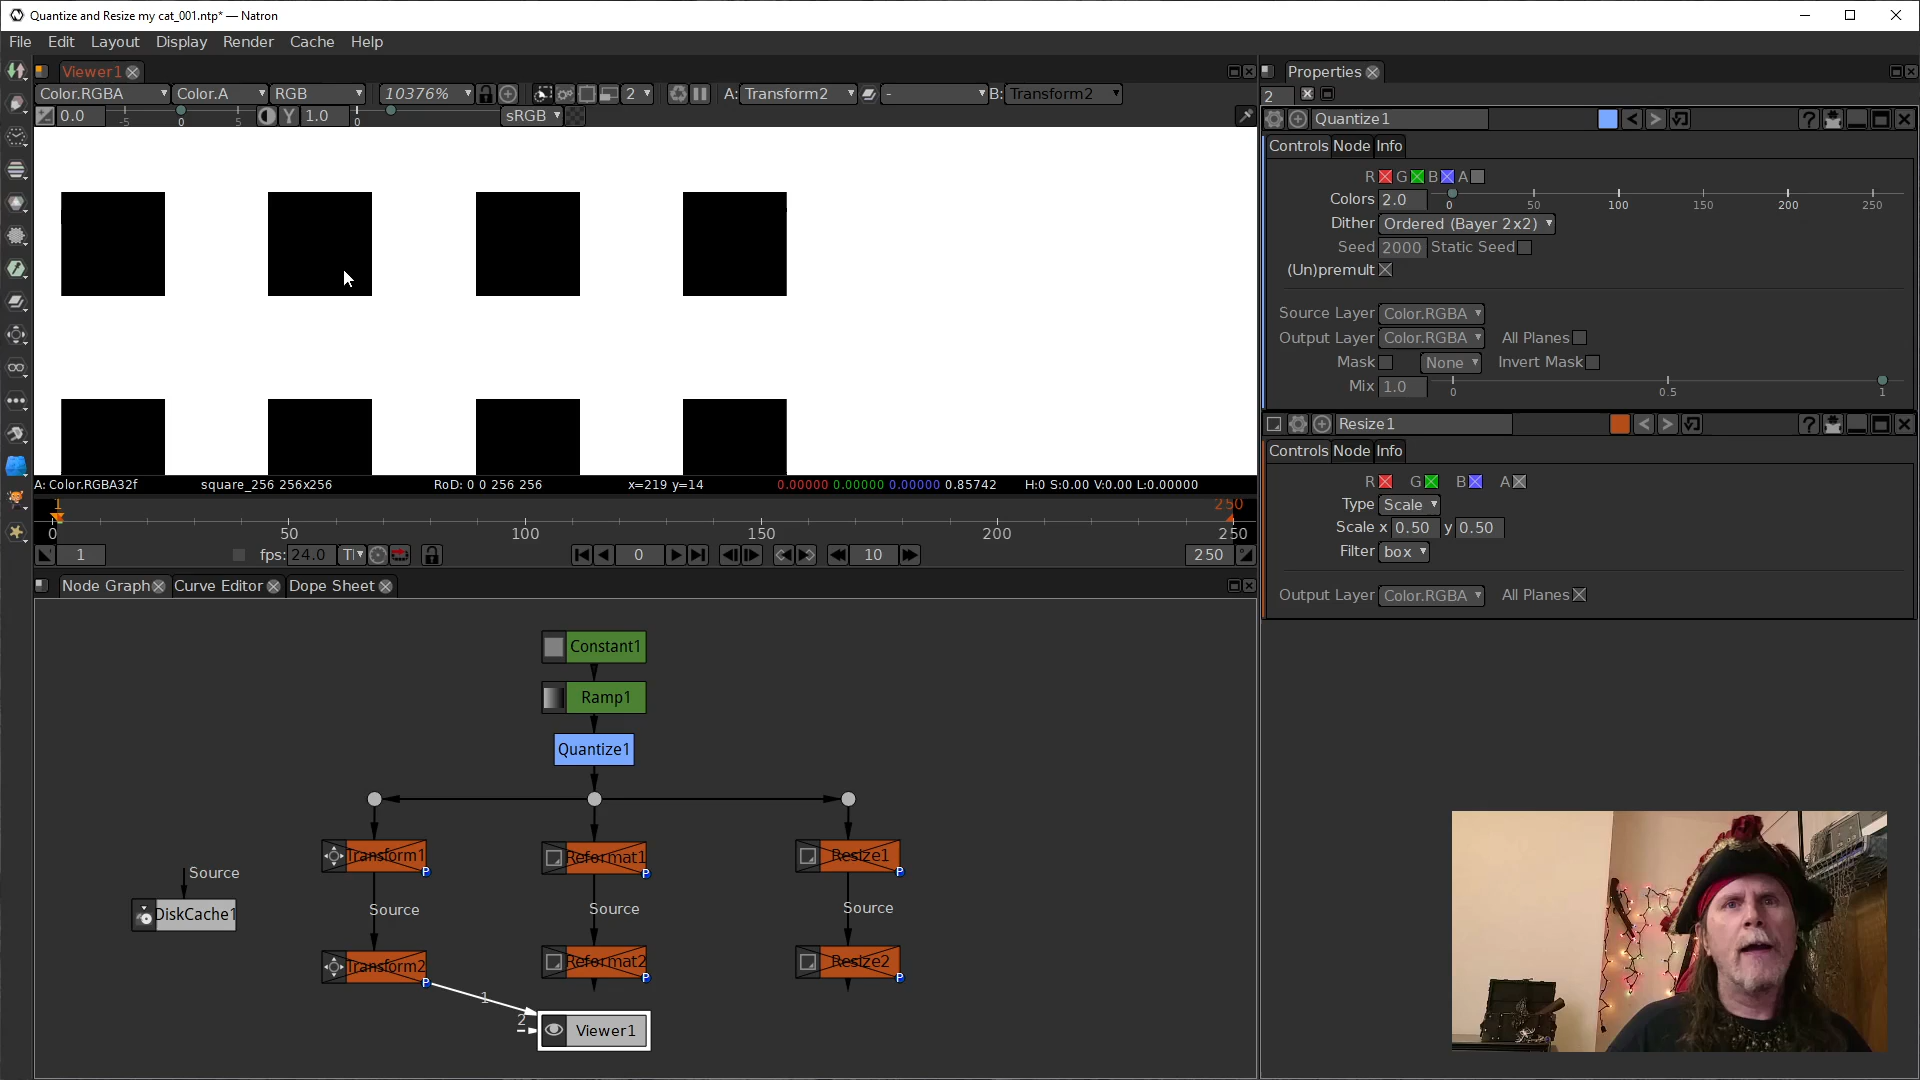 Quantize and Resize my cat_001.ntp* — Natron
File Edit Layout Display Render Cache Help
Viewer1
Color.RGBA Color.A RGB 10376% 2 A: Transform2 - B: Transform2
0.0 -5 0 5 Y 1.0 0 sRGB
A: Color.RGBA32f square_256 256x256 RoD: 0 0 256 256 x=219 y=14 0.00000 0.00000 0.00000 0.85742 H:0 S:0.00 V:0.00 L:0.00000
1 250
0 50 100 150 200 250
1 fps: 24.0 0 10 250
Node Graph Curve Editor Dope Sheet
Constant1
Ramp1
Quantize1
Transform1 Reformat1 Resize1
P P P
Source
DiskCache1
Source Source Source
Transform2 Reformat2 Resize2
P P P
1
2
Viewer1
Properties
2
Quantize1 < > ?
Controls Node Info
R G B A
Colors 2.0 0 50 100 150 200 250
Dither Ordered (Bayer 2x2)
Seed 2000 Static Seed
(Un)premult
Source Layer Color.RGBA
Output Layer Color.RGBA All Planes
Mask None Invert Mask
Mix 1.0 0 0.5 1
Resize1 < > ?
Controls Node Info
R G B A
Type Scale
Scale x 0.50 y 0.50
Filter box
Output Layer Color.RGBA All Planes